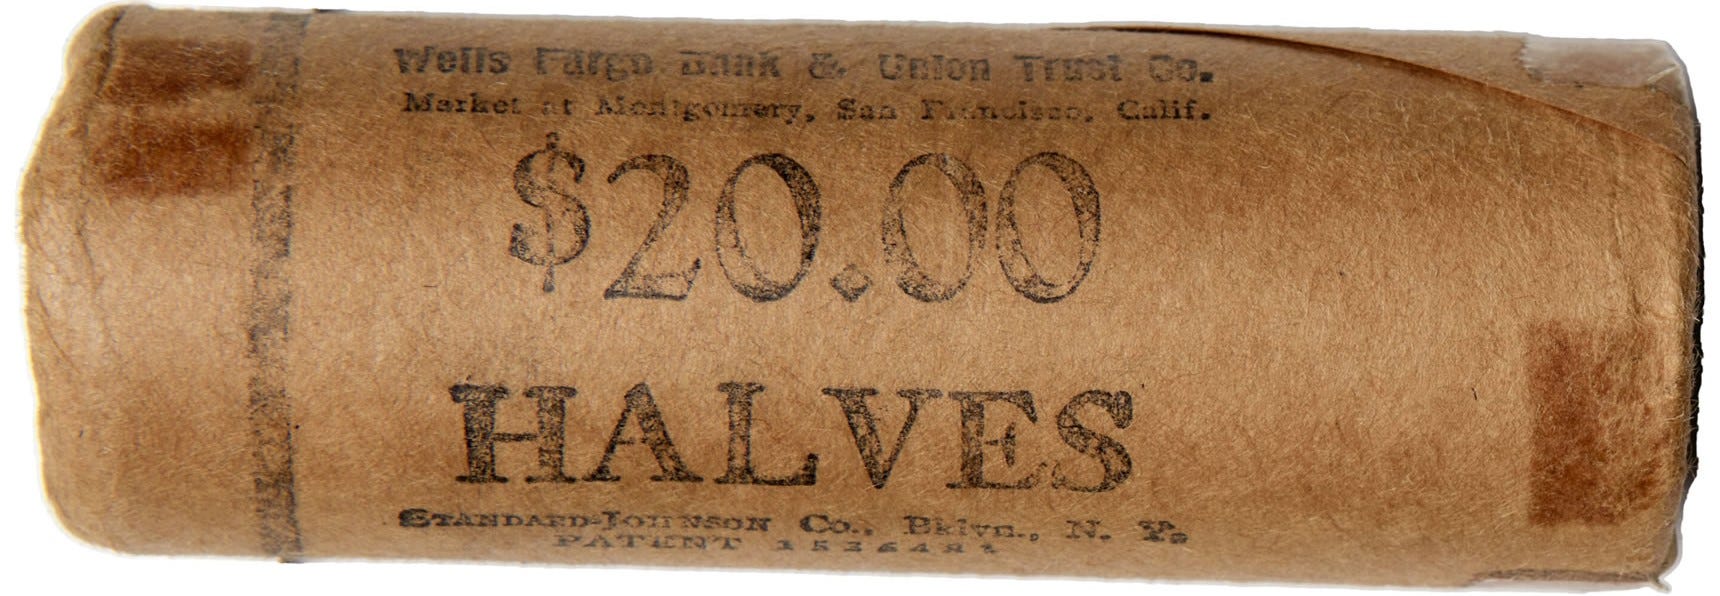 Wells Fargo Bank & Union Trust Co.
Market at Montgomery, San Francisco, Calif.
$20.00
HALVES
STANDARD-JOHNSON Co., Bklyn., N. Y.
PATENT